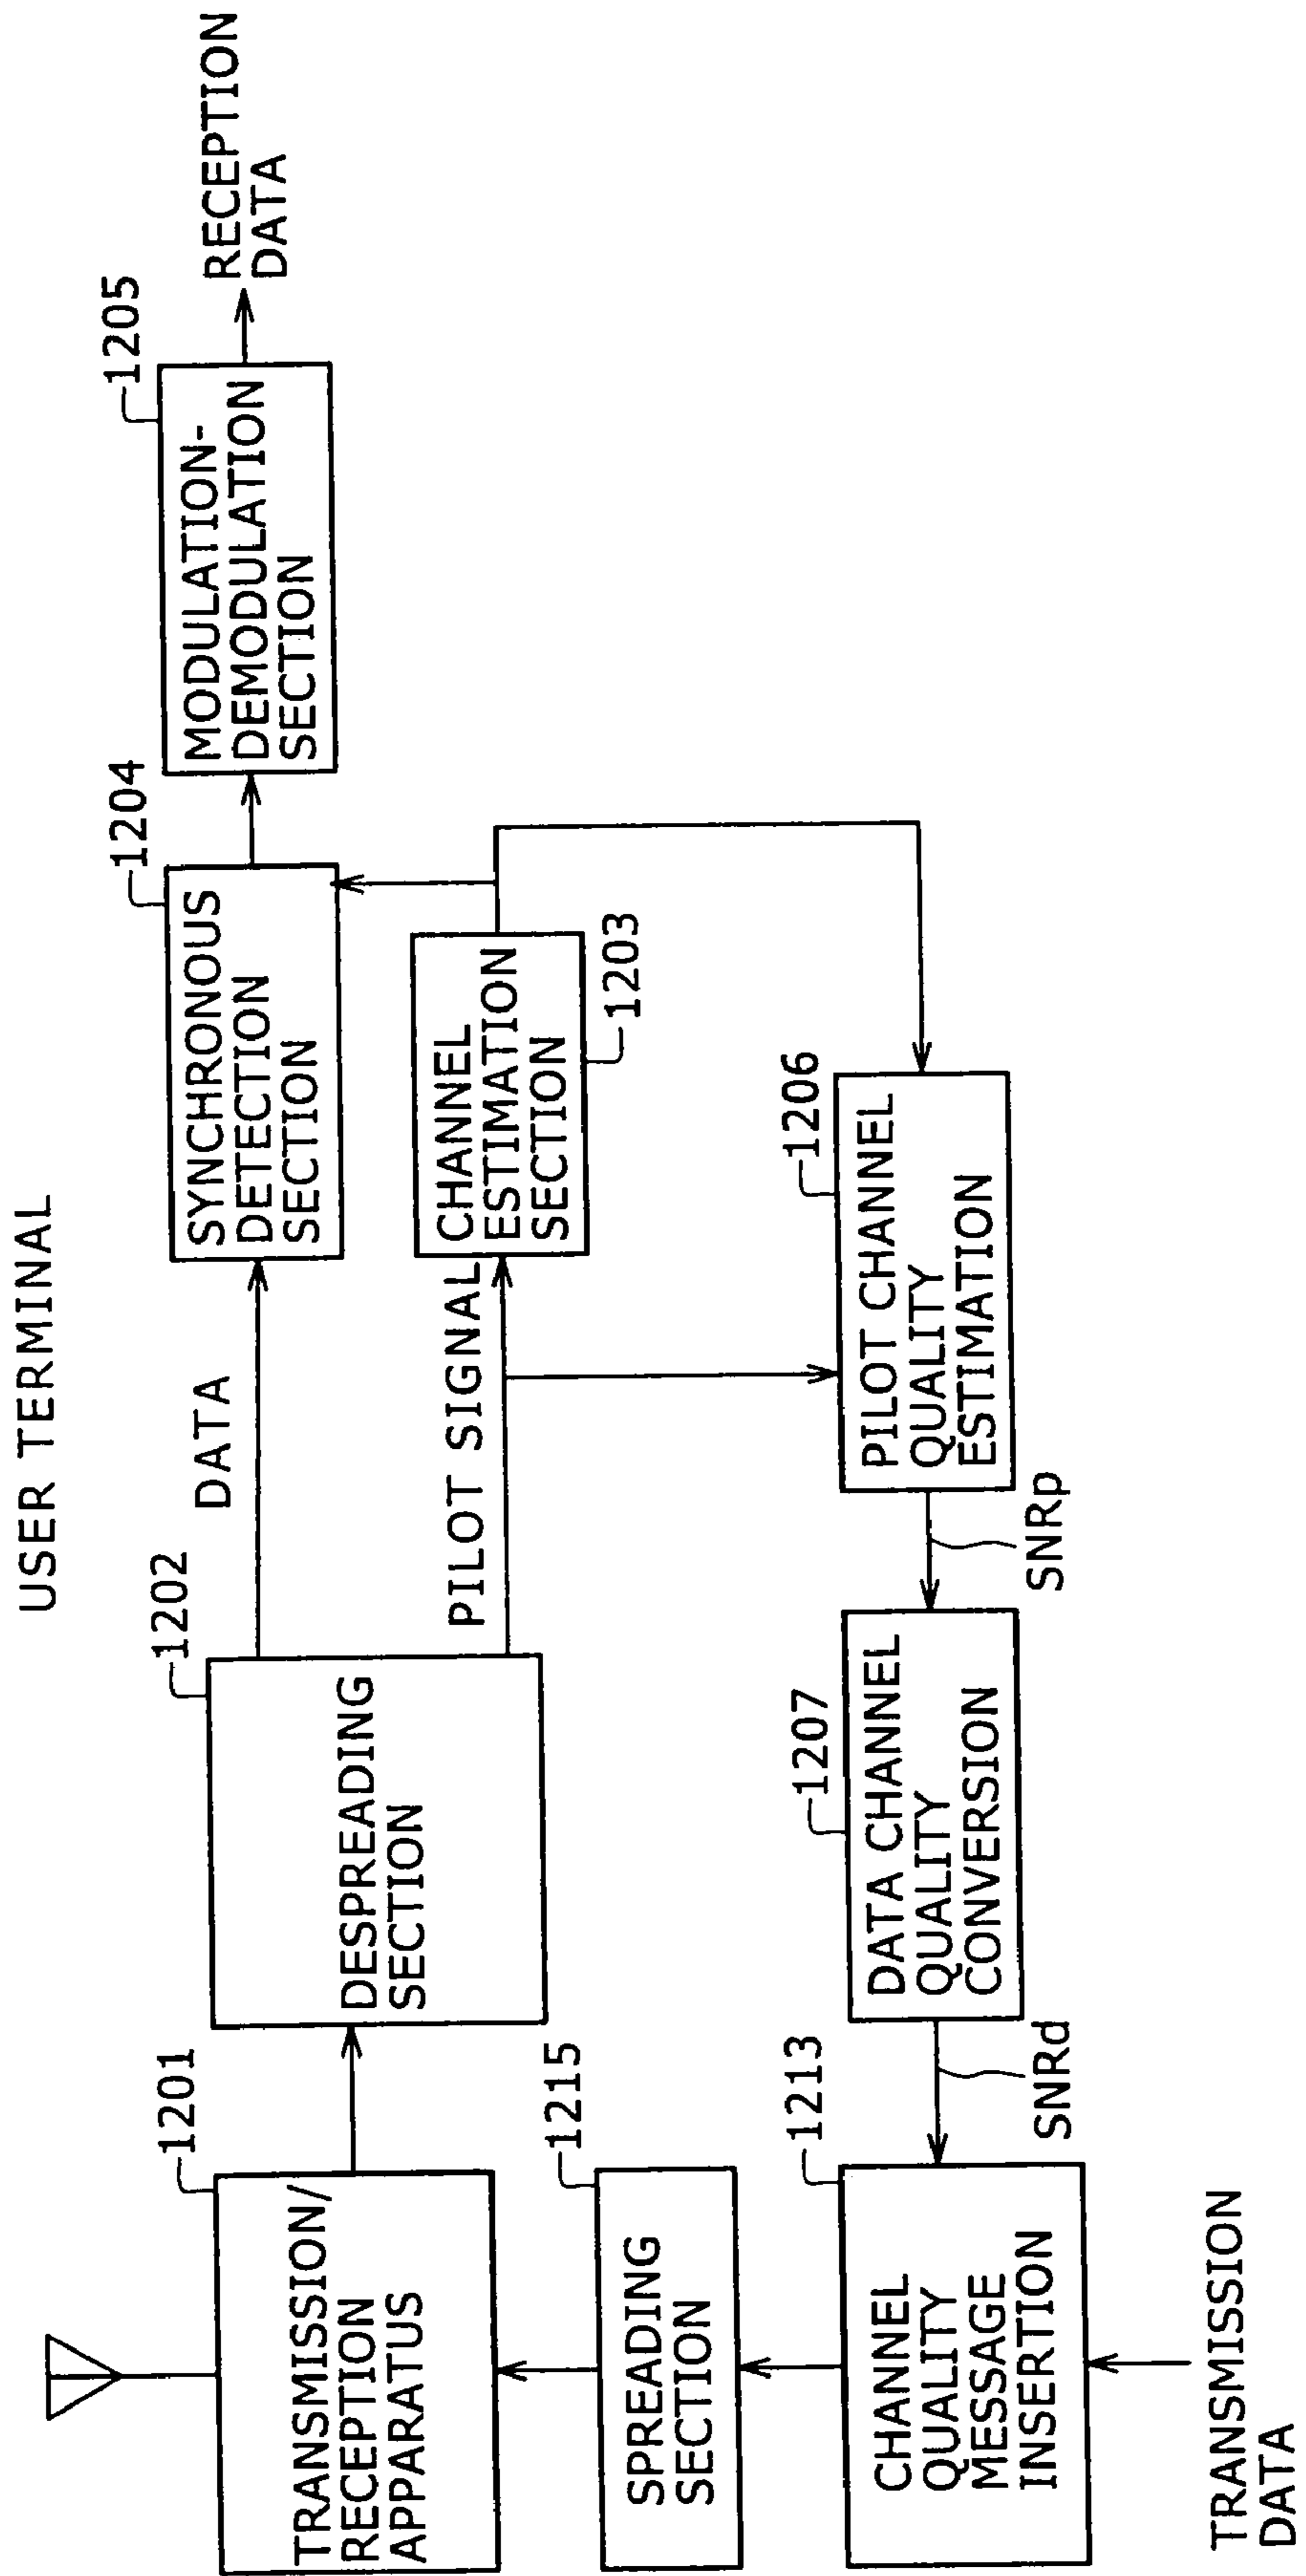 USER TERMINAL
1201
TRANSMISSION/
RECEPTION
APPARATUS
1202
DESPREADING
SECTION
DATA
PILOT SIGNAL
1204
SYNCHRONOUS
DETECTION
SECTION
1205
MODULATION-
DEMODULATION
SECTION
RECEPTION
DATA
CHANNEL
ESTIMATION
SECTION
1203
1215
SPREADING
SECTION
1213
CHANNEL
QUALITY
MESSAGE
INSERTION
SNRd
1207
DATA CHANNEL
QUALITY
CONVERSION
SNRp
1206
PILOT CHANNEL
QUALITY
ESTIMATION
TRANSMISSION
DATA